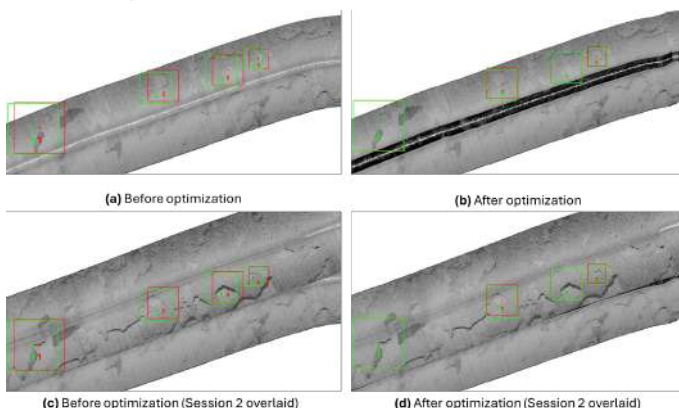 (a) Before optimization
(b) After optimization
(c) Before optimization (Session 2 overlaid)
(d) After optimization (Session 2 overlaid)